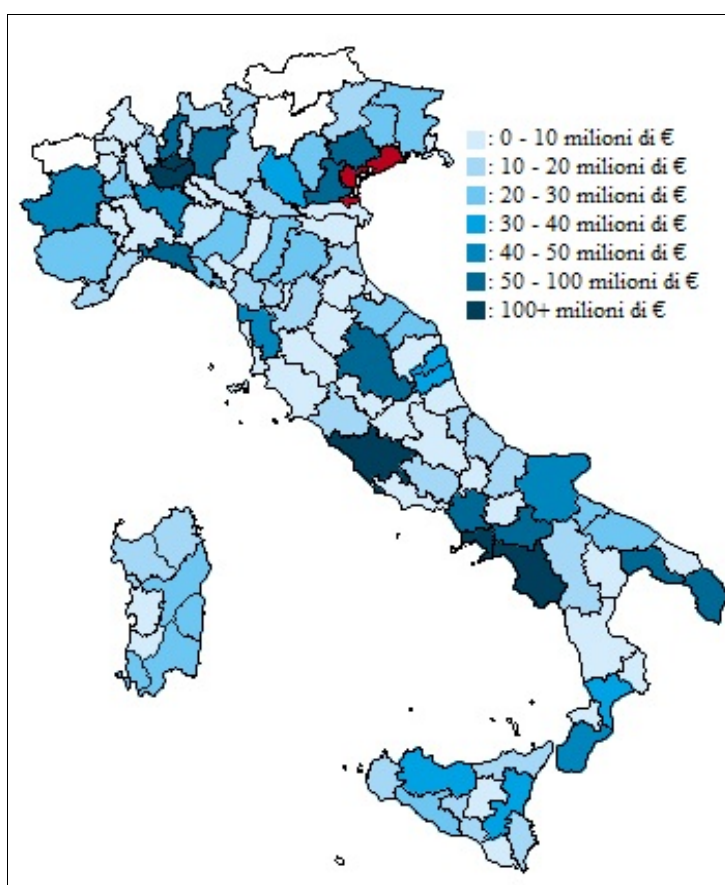 : 0 - 10 milioni di €
: 10 - 20 milioni di €
: 20 - 30 milioni di €
: 30 - 40 milioni di €
: 40 - 50 milioni di €
: 50 - 100 milioni di €
: 100+ milioni di €